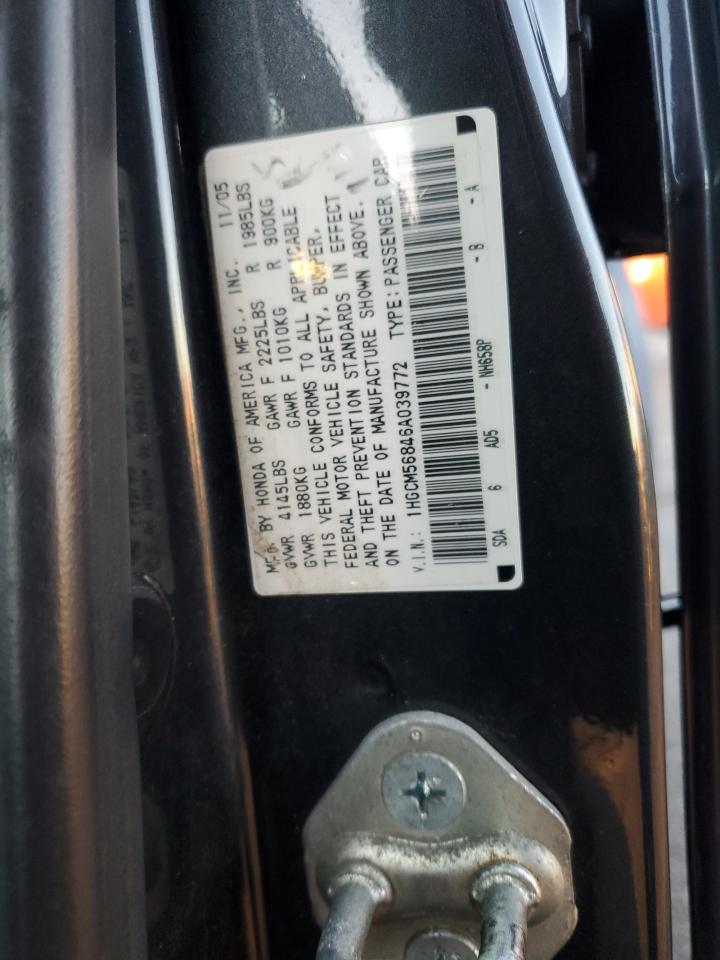 MFD. BY HONDA OF AMERICA MFG., INC. 11/05
GVWR 4145LBS GAWR F 2225LBS R 1985LBS
GVWR 1880KG GAWR F 1010KG R 900KG
THIS VEHICLE CONFORMS TO ALL APPLICABLE
FEDERAL MOTOR VEHICLE SAFETY, BUMPER,
AND THEFT PREVENTION STANDARDS IN EFFECT
ON THE DATE OF MANUFACTURE SHOWN ABOVE.
V.I.N.: 1HGCM56846A039772 TYPE: PASSENGER CAR
SDA 6 AD5 - NH658P - B - A